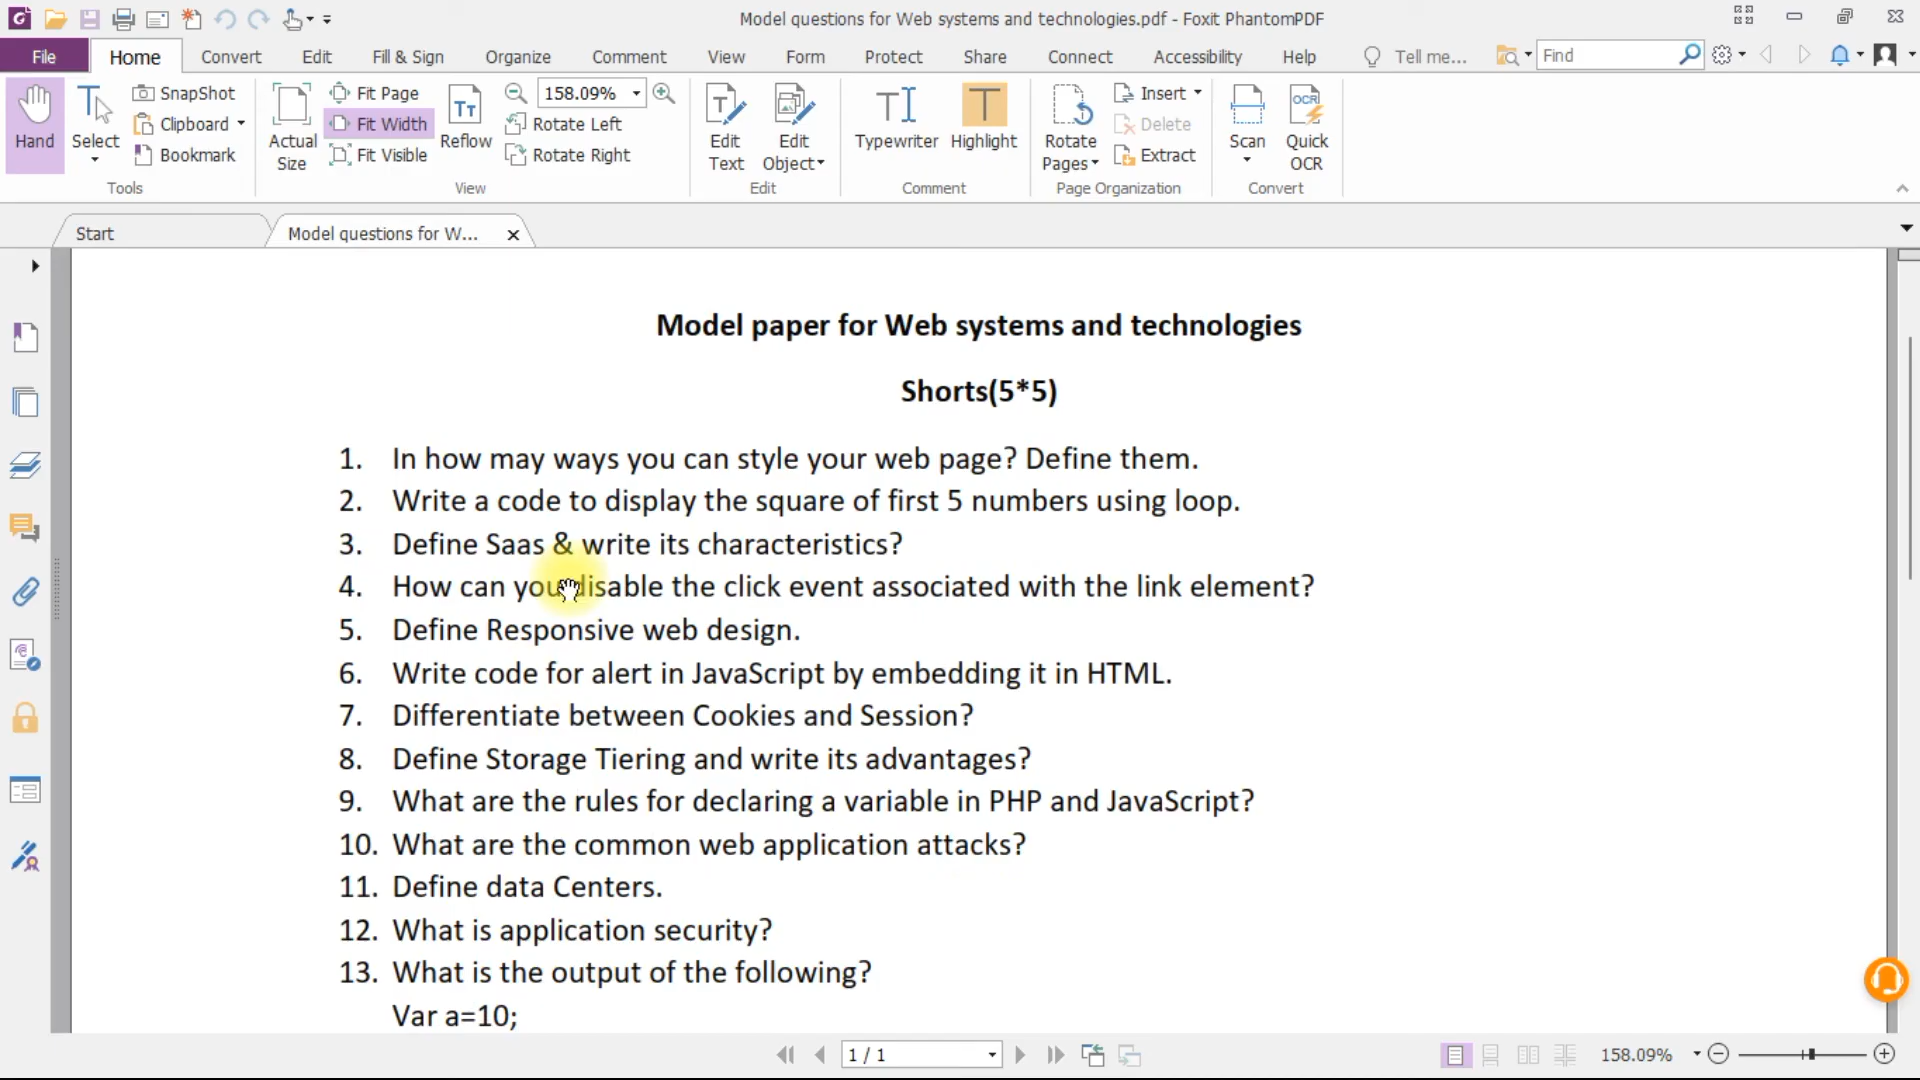 Model questions for Web systems and technologies.pdf - Foxit PhantomPDF
File Home Convert Edit Fill & Sign Organize Comment View Form Protect Share Connect Accessibility Help Tell me... Find
Hand
Select
SnapShot
Clipboard
Bookmark
Tools
Actual Size
Fit Page
Fit Width
Fit Visible
Reflow
158.09%
Rotate Left
Rotate Right
View
Edit Text
Edit Object
Edit
Typewriter
Highlight
Comment
Rotate Pages
Insert
Delete
Extract
Page Organization
Scan
Quick OCR
Convert
Start
Model questions for W...
Model paper for Web systems and technologies
Shorts(5*5)
1. In how may ways you can style your web page? Define them.
2. Write a code to display the square of first 5 numbers using loop.
3. Define Saas & write its characteristics?
4. How can you disable the click event associated with the link element?
5. Define Responsive web design.
6. Write code for alert in JavaScript by embedding it in HTML.
7. Differentiate between Cookies and Session?
8. Define Storage Tiering and write its advantages?
9. What are the rules for declaring a variable in PHP and JavaScript?
10. What are the common web application attacks?
11. Define data Centers.
12. What is application security?
13. What is the output of the following?
Var a=10;
1 / 1
158.09%